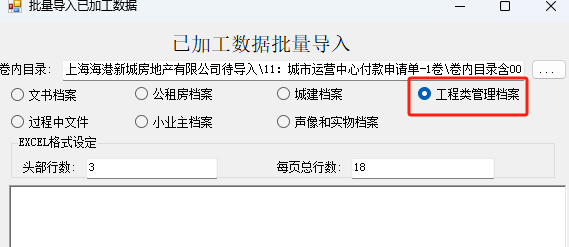 批量导入已加工数据
已加工数据批量导入
卷内目录: 上海海港新城房地产有限公司待导入\11: 城市运营中心付款申请单-1卷\卷内目录含00 ...
文书档案 公租房档案 城建档案 工程类管理档案
过程中文件 小业主档案 声像和实物档案
EXCEL格式设定
头部行数: 3 每页总行数: 18